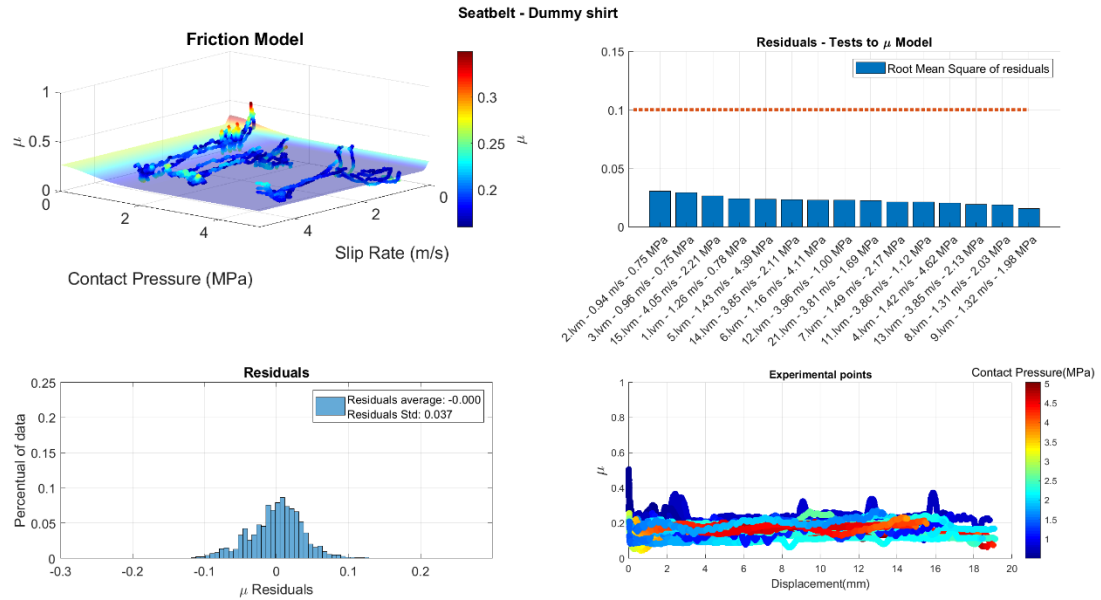 Seatbelt - Dummy shirt
Friction Model
1
0.5
0
μ
0
2
4
Contact Pressure (MPa)
4
2
0
Slip Rate (m/s)
0.3
0.25
0.2
μ
Residuals - Tests to μ Model
0.15
0.1
0.05
0
Root Mean Square of residuals
2.lvm - 0.94 m/s - 0.75 MPa
3.lvm - 0.96 m/s - 0.75 MPa
15.lvm - 4.05 m/s - 2.21 MPa
1.lvm - 1.26 m/s - 0.78 MPa
5.lvm - 1.43 m/s - 4.39 MPa
14.lvm - 3.85 m/s - 2.11 MPa
6.lvm - 1.16 m/s - 4.11 MPa
12.lvm - 3.96 m/s - 1.00 MPa
21.lvm - 3.81 m/s - 1.69 MPa
7.lvm - 1.49 m/s - 2.17 MPa
11.lvm - 3.86 m/s - 1.12 MPa
4.lvm - 1.42 m/s - 4.62 MPa
13.lvm - 3.85 m/s - 2.13 MPa
8.lvm - 1.31 m/s - 2.03 MPa
9.lvm - 1.32 m/s - 1.98 MPa
Residuals
0.25
0.2
0.15
0.1
0.05
0
Percentual of data
Residuals average: -0.000
Residuals Std: 0.037
-0.3
-0.2
-0.1
0
0.1
0.2
μ Residuals
Experimental points
Contact Pressure(MPa)
1
0.8
0.6
0.4
0.2
0
μ
0
2
4
6
8
10
12
14
16
18
20
Displacement(mm)
5
4.5
4
3.5
3
2.5
2
1.5
1